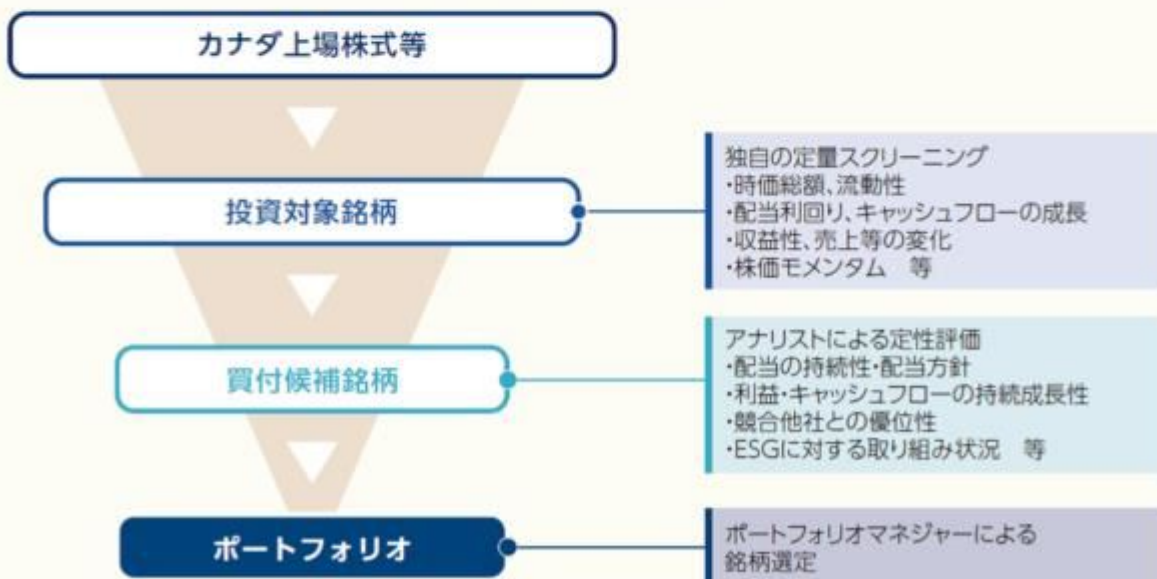 カナダ上場株式等
投資対象銘柄
独自の定量スクリーニング
・時価総額、流動性
・配当利回り、キャッシュフローの成長
・収益性、売上等の変化
・株価モメンタム　等
買付候補銘柄
アナリストによる定性評価
・配当の持続性・配当方針
・利益・キャッシュフローの持続成長性
・競合他社との優位性
・ESGに対する取り組み状況　等
ポートフォリオ
ポートフォリオマネジャーによる
銘柄選定